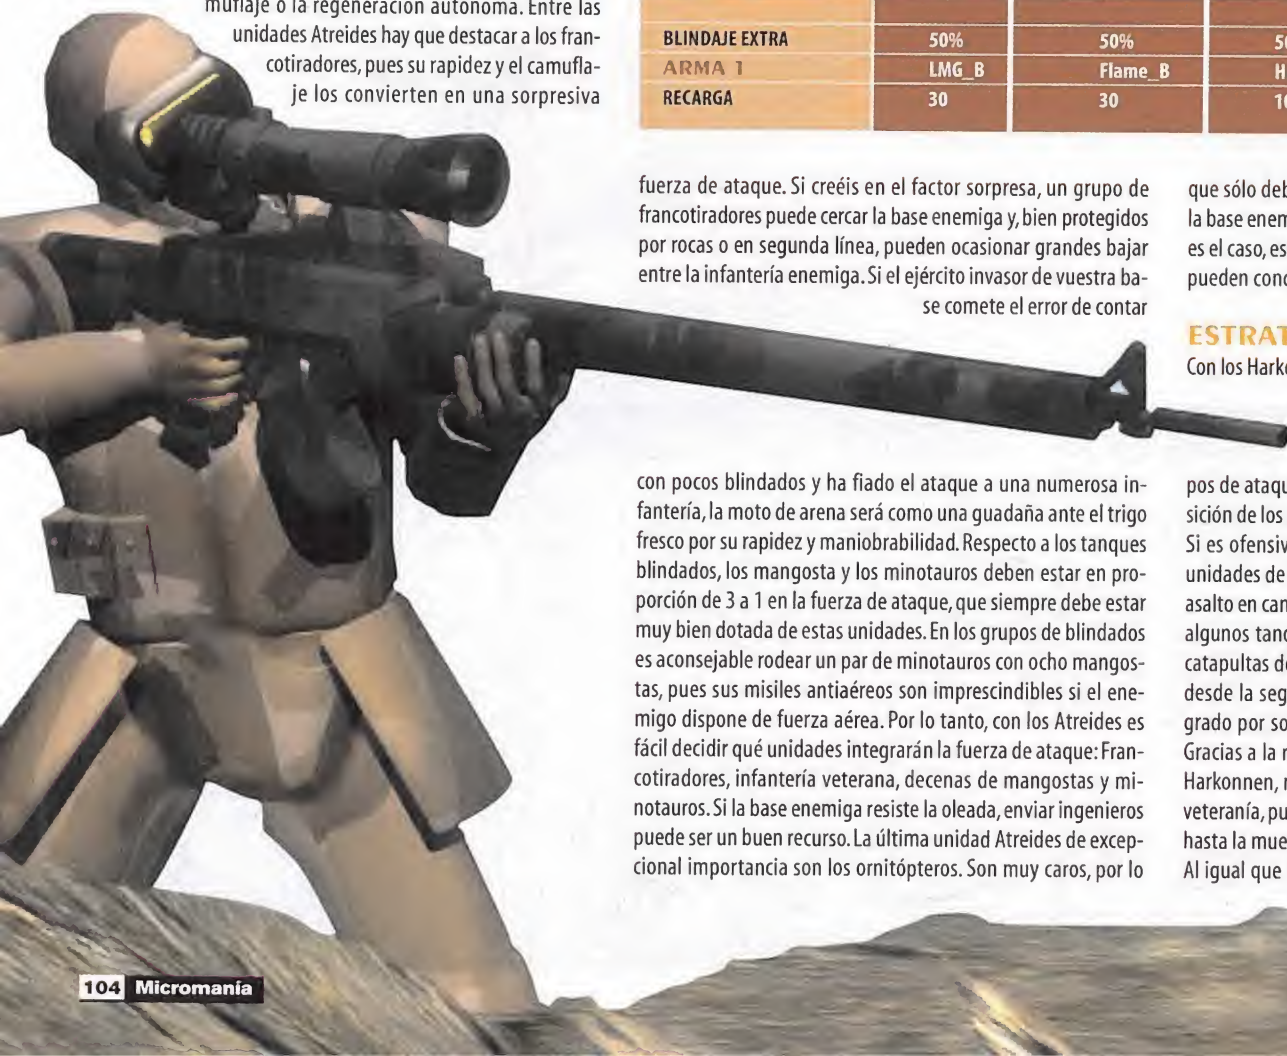 muflaje o la regeneración autónoma. Entre las
unidades Atreides hay que destacar a los fran-
cotiradores, pues su rapidez y el camufla-
je los convierten en una sorpresiva
BLINDAJE EXTRA 50% 50%
ARMA 1 LMG_B Flame_B
RECARGA 30 30
fuerza de ataque. Si creéis en el factor sorpresa, un grupo de
francotiradores puede cercar la base enemiga y, bien protegidos
por rocas o en segunda línea, pueden ocasionar grandes bajar
entre la infantería enemiga. Si el ejército invasor de vuestra ba-
se comete el error de contar
con pocos blindados y ha fiado el ataque a una numerosa in-
fantería, la moto de arena será como una guadaña ante el trigo
fresco por su rapidez y maniobrabilidad. Respecto a los tanques
blindados, los mangosta y los minotauros deben estar en pro-
porción de 3 a 1 en la fuerza de ataque, que siempre debe estar
muy bien dotada de estas unidades. En los grupos de blindados
es aconsejable rodear un par de minotauros con ocho mangos-
tas, pues sus misiles antiaéreos son imprescindibles si el ene-
migo dispone de fuerza aérea. Por lo tanto, con los Atreides es
fácil decidir qué unidades integrarán la fuerza de ataque: Fran-
cotiradores, infantería veterana, decenas de mangostas y mi-
notauros. Si la base enemiga resiste la oleada, enviar ingenieros
puede ser un buen recurso. La última unidad Atreides de excep-
cional importancia son los ornitópteros. Son muy caros, por lo
que sólo deb
la base enem
es el caso, es
pueden cond
ESTRAT
Con los Harko
pos de ataqu
sición de los
Si es ofensiv
unidades de
asalto en can
algunos tanq
catapultas de
desde la seg
grado por so
Gracias a la
Harkonnen,
veteranía, pu
hasta la mue
Al igual que
104 Micromanía